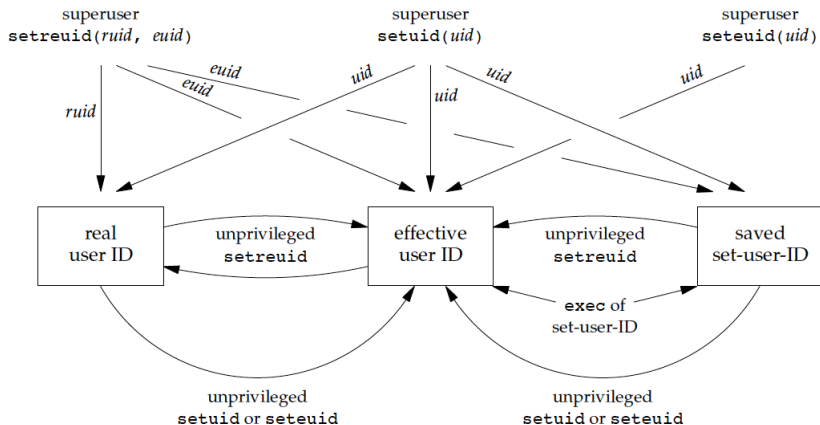 superuser
setreuid(ruid, euid)
superuser
setuid(uid)
superuser
seteuid(uid)
ruid
euid
euid
uid
uid
uid
uid
real
user ID
unprivileged
setreuid
effective
user ID
unprivileged
setreuid
saved
set-user-ID
exec of
set-user-ID
unprivileged
setuid or seteuid
unprivileged
setuid or seteuid